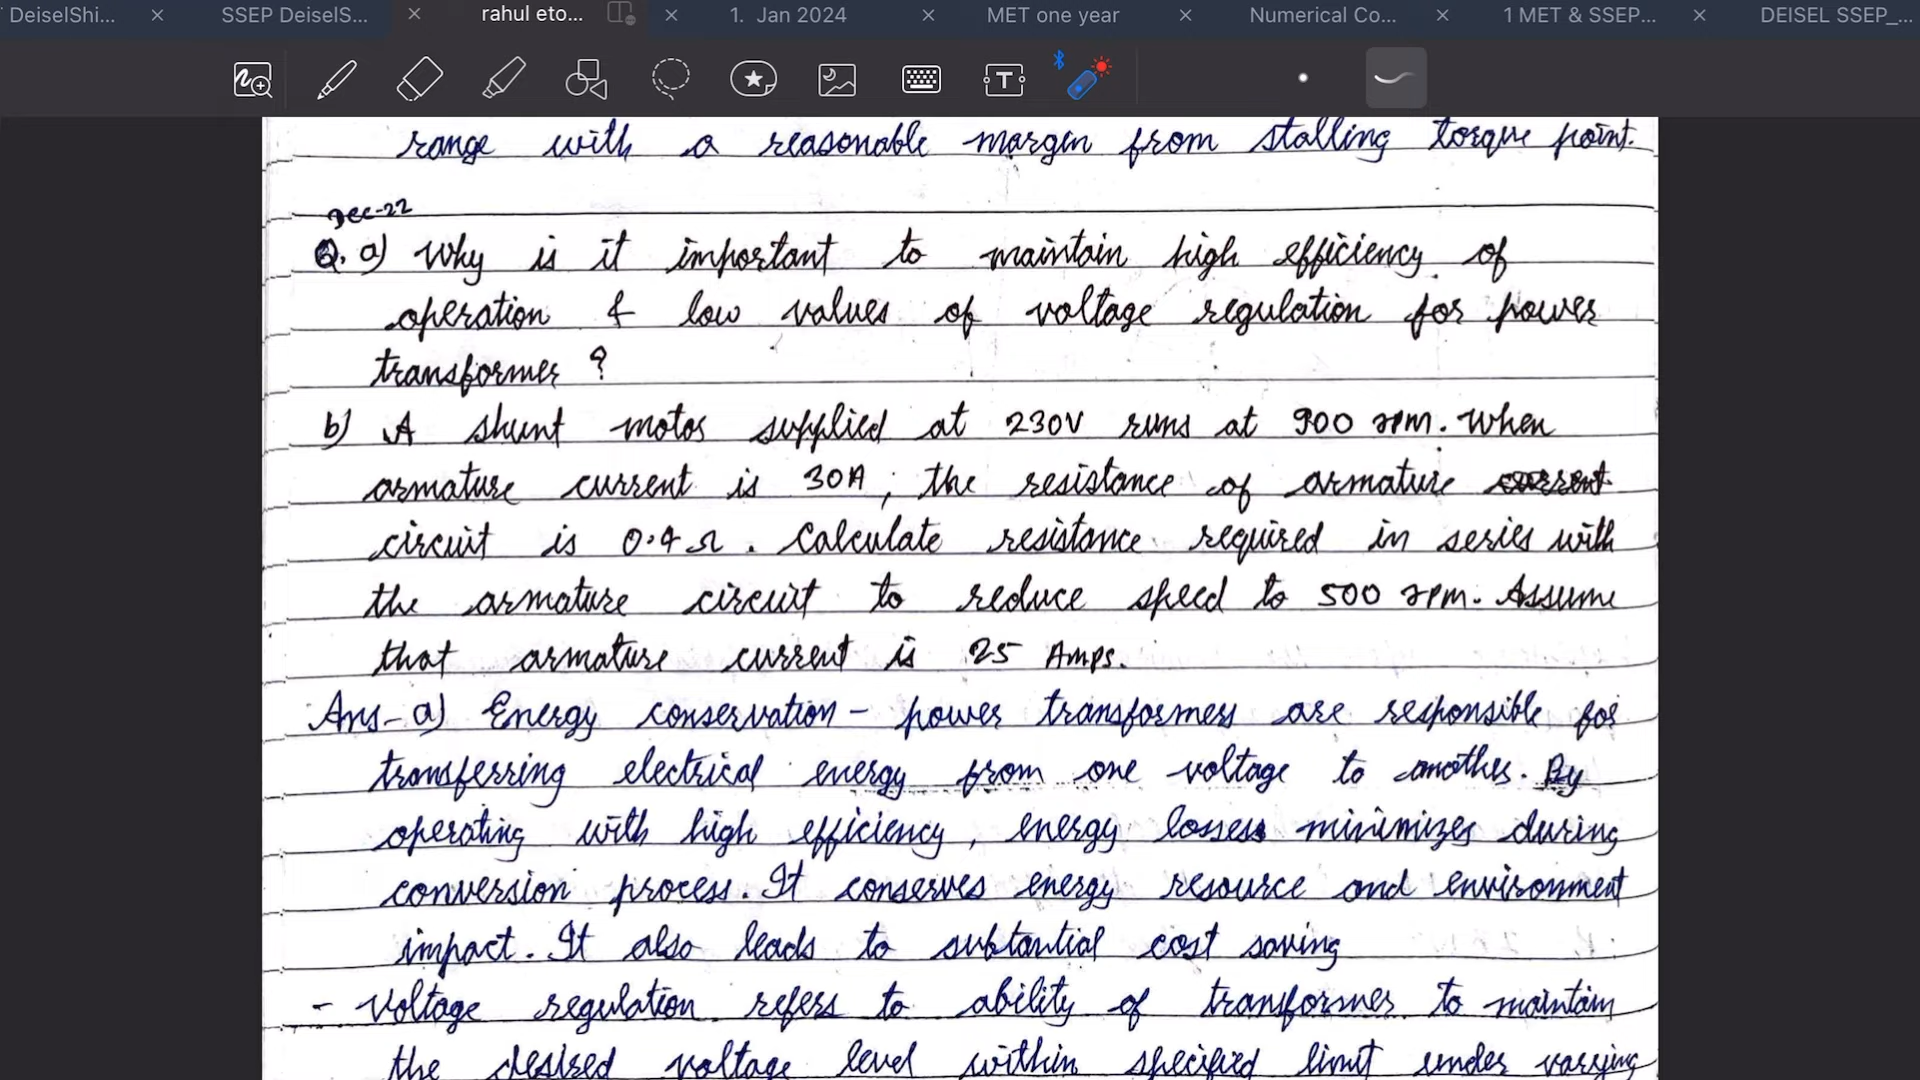 DeiselShi...
SSEP DeiselS...
rahul eto...
1. Jan 2024
MET one year
Numerical Co...
1 MET & SSEP...
DEISEL SSEP_...
range with a reasonable margin from stalling torque point.
Dec-22
Q. a) Why is it important to maintain high efficiency of
operation & low values of voltage regulation for power
transformer ?
b) A shunt motor supplied at 230V runs at 900 rpm. When
armature current is 30A, the resistance of armature current
circuit is 0.4 Ω. Calculate resistance required in series with
the armature circuit to reduce speed to 500 rpm. Assume
that armature current is 25 Amps.
Ans- a) Energy conservation - power transformers are responsible for
transferring electrical energy from one voltage to another. By
operating with high efficiency, energy losses minimizes during
conversion process. It conserves energy resource and environment
impact. It also leads to subtantial cost saving
- Voltage regulation refers to ability of transformer to maintain
the desired voltage level within specified limit under varying